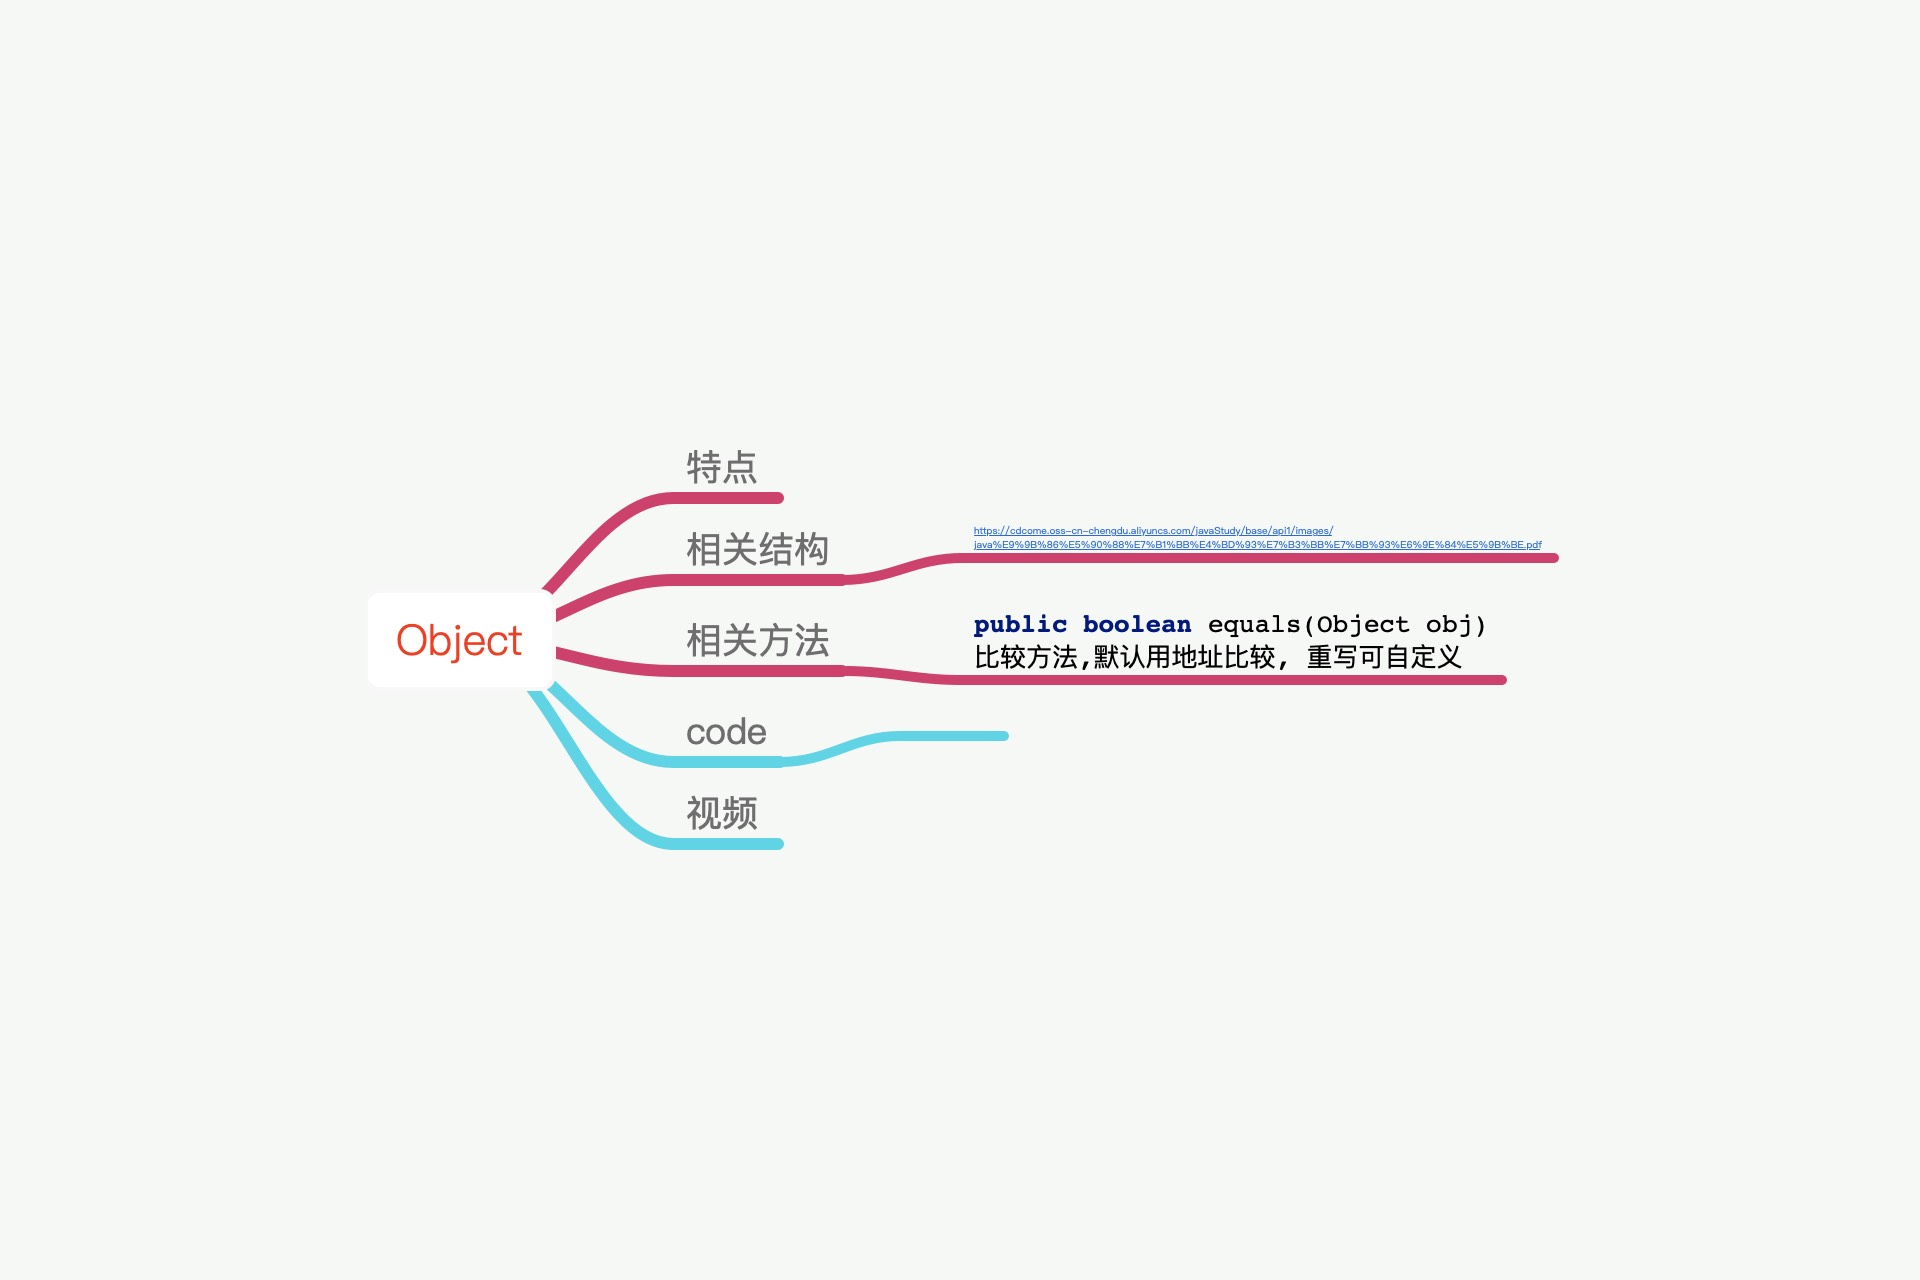 特点
相关结构
https://cdcome.oss-cn-chengdu.aliyuncs.com/javaStudy/base/api1/images/
java%E9%9B%86%E5%90%88%E7%B1%BB%E4%BD%93%E7%B3%BB%E7%BB%93%E6%9E%84%E5%9B%BE.pdf
Object
相关方法
public boolean equals(Object obj)
比较方法,默认用地址比较, 重写可自定义
code
视频